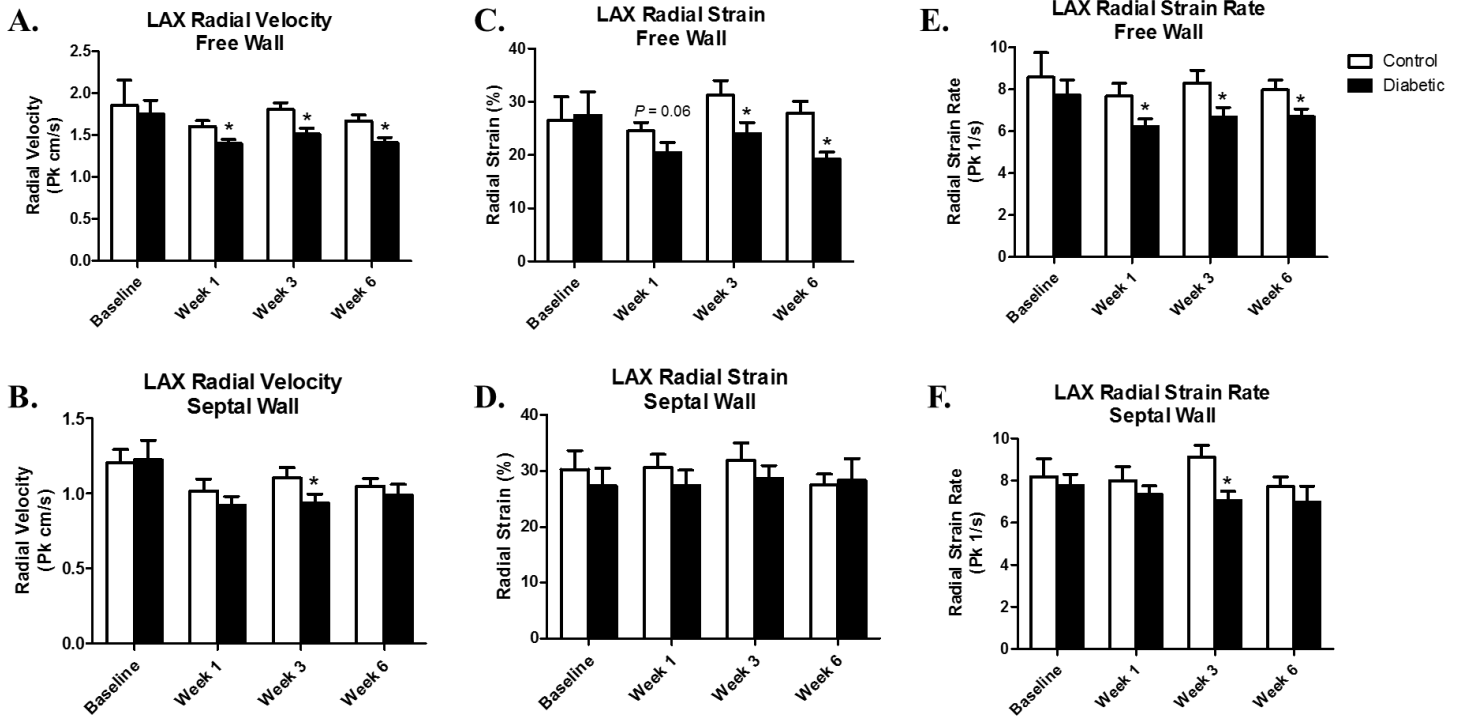 A.
LAX Radial Velocity
Free Wall
Radial Velocity
(Pk cm/s)
2.5
2.0
1.5
1.0
0.5
0.0
*
*
*
Baseline
Week 1
Week 3
Week 6
C.
LAX Radial Strain
Free Wall
Radial Strain (%)
40
30
20
10
0
P = 0.06
*
*
Baseline
Week 1
Week 3
Week 6
E.
LAX Radial Strain Rate
Free Wall
Radial Strain Rate
(Pk 1/s)
10
8
6
4
2
0
*
*
*
Baseline
Week 1
Week 3
Week 6
Control
Diabetic
B.
LAX Radial Velocity
Septal Wall
Radial Velocity
(Pk cm/s)
1.5
1.0
0.5
0.0
*
Baseline
Week 1
Week 3
Week 6
D.
LAX Radial Strain
Septal Wall
Radial Strain (%)
40
30
20
10
0
Baseline
Week 1
Week 3
Week 6
F.
LAX Radial Strain Rate
Septal Wall
Radial Strain Rate
(Pk 1/s)
10
8
6
4
2
0
*
Baseline
Week 1
Week 3
Week 6